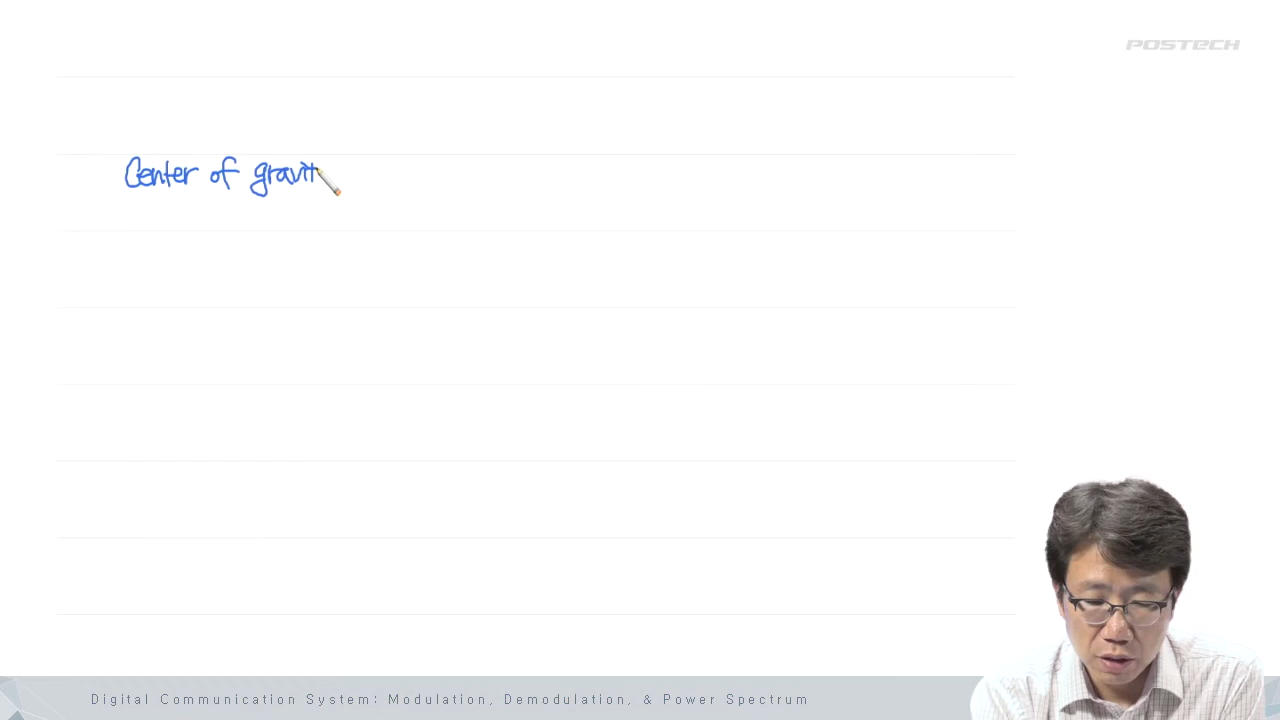 POSTECH
Center of gravit
Digital Communication System: Modulation, Demodulation, & Power Spectrum